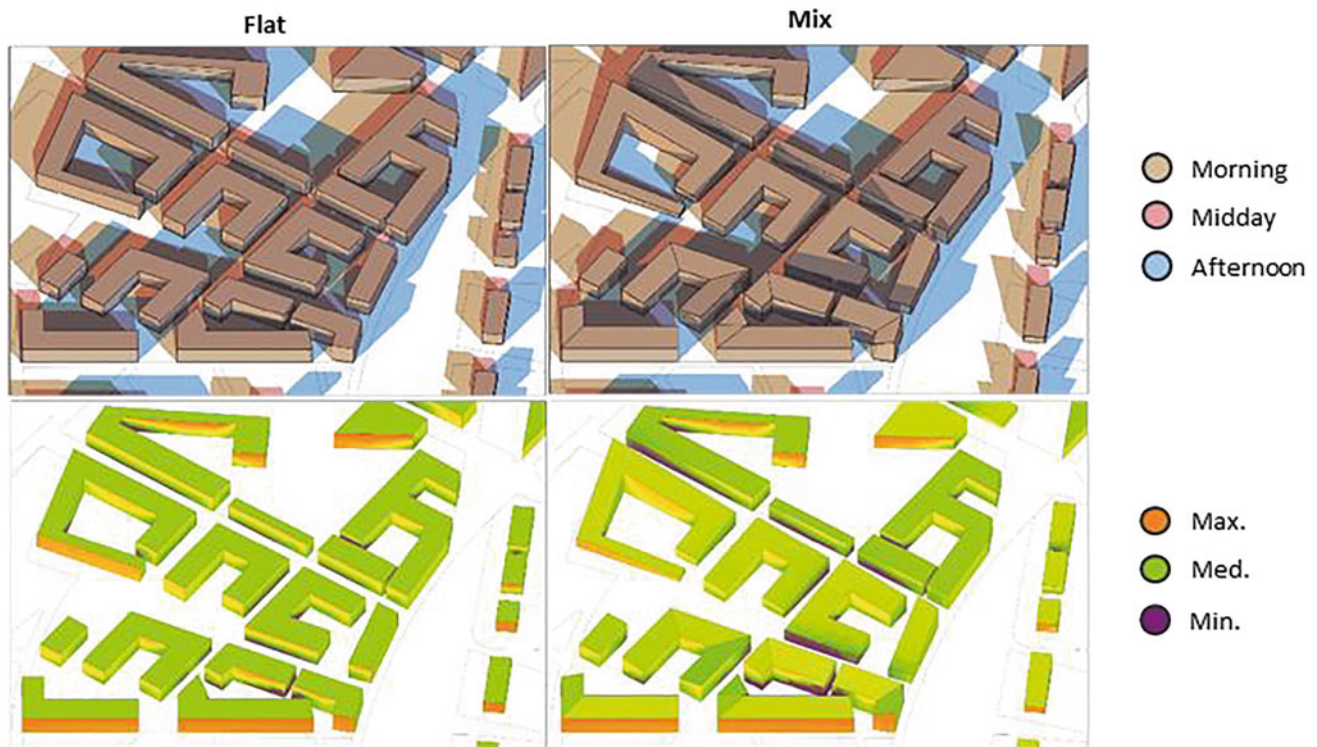 Flat
Mix
Morning
Midday
Afternoon
Max.
Med.
Min.